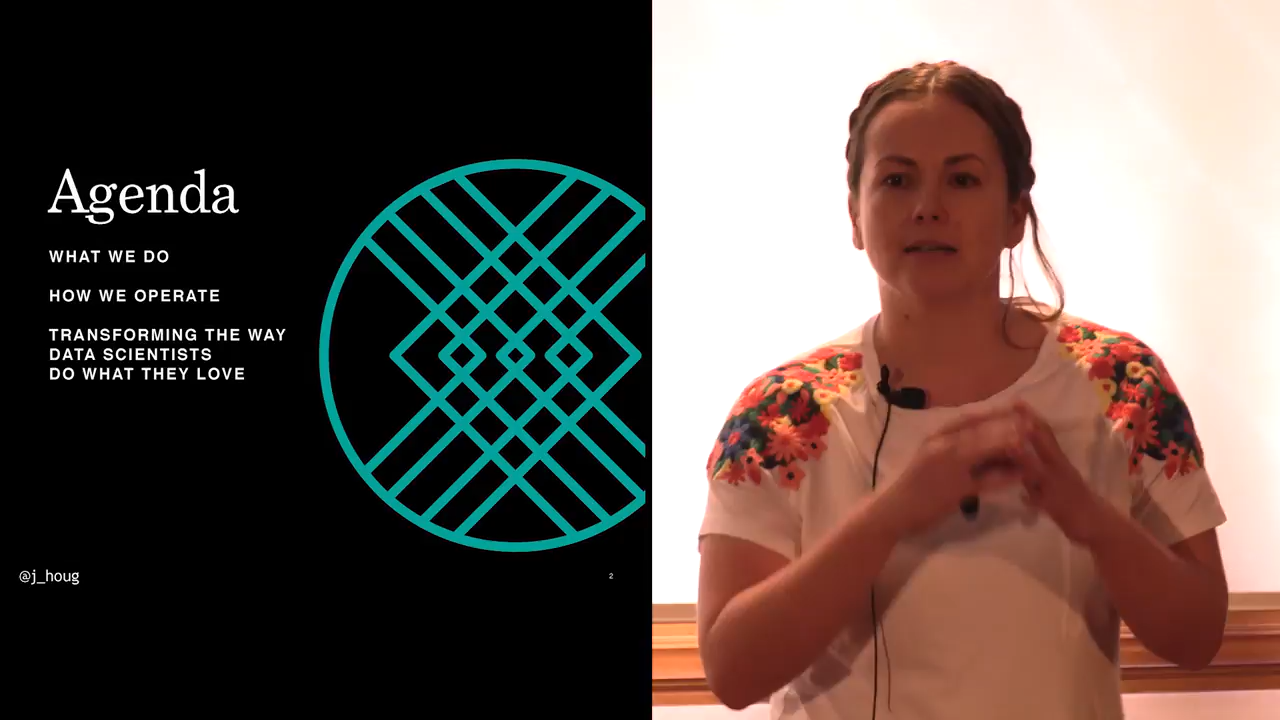 Agenda
WHAT WE DO
HOW WE OPERATE
TRANSFORMING THE WAY
DATA SCIENTISTS
DO WHAT THEY LOVE
@j_houg
2